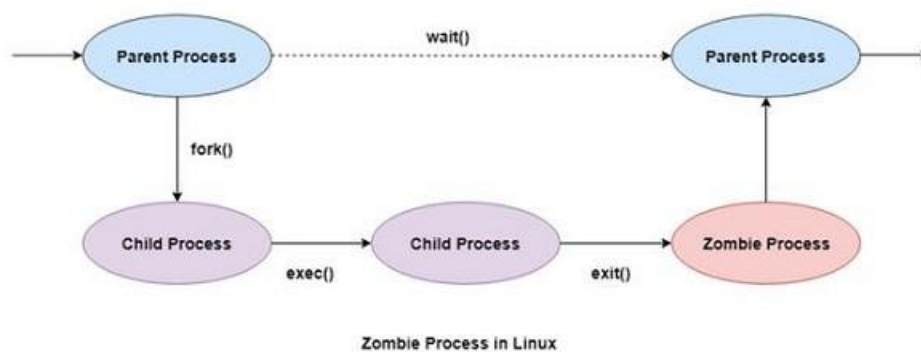 wait()
Parent Process
Parent Process
fork()
Child Process
Child Process
Zombie Process
exec()
exit()
Zombie Process in Linux